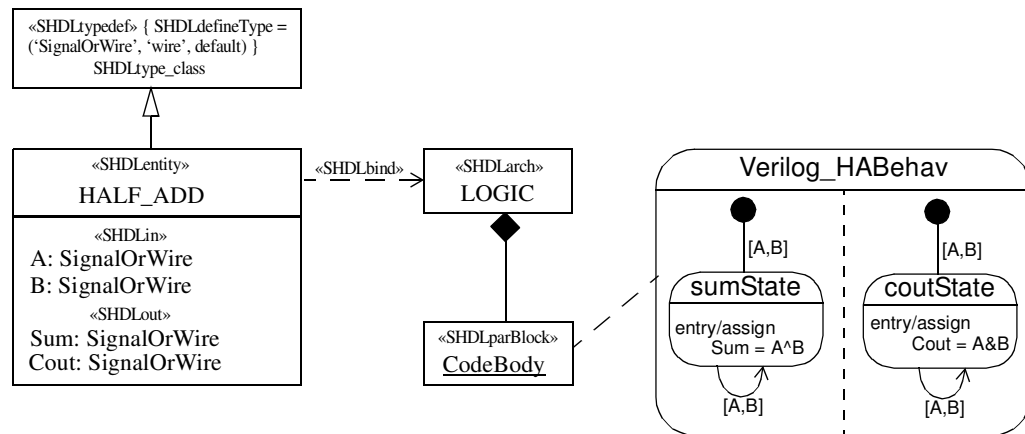 «SHDLtypedef» { SHDLdefineType =
(‘SignalOrWire’, ‘wire’, default) }
SHDLtype_class
«SHDLentity»
HALF_ADD
«SHDLin»
A: SignalOrWire
B: SignalOrWire
«SHDLout»
Sum: SignalOrWire
Cout: SignalOrWire
«SHDLbind»
«SHDLarch»
LOGIC
«SHDLparBlock»
CodeBody
Verilog_HABehav
[A,B]
sumState
entry/assign
Sum = A^B
[A,B]
[A,B]
coutState
entry/assign
Cout = A&B
[A,B]